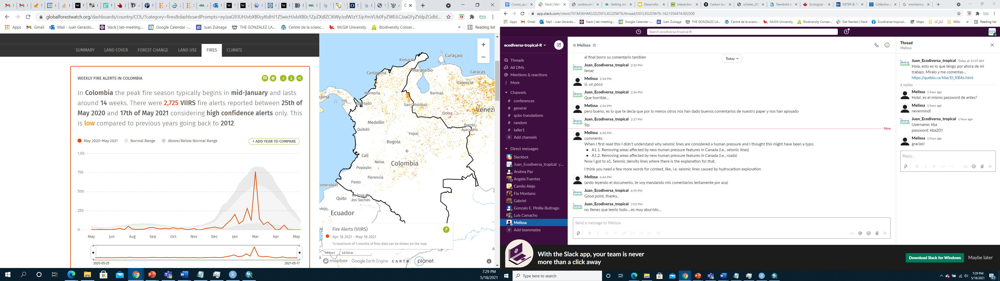 globalforestwatch.org/dashboards/country/COL/?category=fires&dashboardPrompts=
Apps
Gmail
Mail - Juan Gerardo...
Slack | lab-meeting...
Google Calendar -...
Juan Zuloaga
THE GONZALEZ LA...
Centre de la scienc...
McGill University
Biodiversity Conser...
»
Reading list
SUMMARY
LAND COVER
FOREST CHANGE
LAND USE
FIRES
CLIMATE
WEEKLY FIRE ALERTS IN COLOMBIA
In Colombia the peak fire season typically begins in mid-January and lasts
around 14 weeks. There were 2,725 VIIRS fire alerts reported between 25th of
May 2020 and 17th of May 2021 considering high confidence alerts only. This
is low compared to previous years going back to 2012.
May 2020–May 2021
Normal Range
Above/Below Normal Range
+ ADD YEAR TO COMPARE
1.0k
750
500
250
0
May
Jun
Aug
Sep
Oct
Nov
Dec
Jan
Mar
Apr
May
2020-05-25
2021-05-17
+
−
Riohacha
Curaçao
Cartagena
Maracaibo
Caracas
Valencia
Montería
Barinas
Apartadó
San Cristóbal
Elorza
Venezu
Medellín
Puerto
Ayacucho
Quibdó
Yopal
Bogota
Cali
Neiva
Colombia
Popayán
Florencia
Pasto
Esmeraldas
Quito
La Joya de
los Sachas
Ecuador
Fire Alerts (VIIRS)
Apr 18 2021 - May 18 2021
*a maximum of 3 months of fires data can be shown on the map
100mi
300km
mapbox
Google Earth Engine
CARTO
planet.
7:29 PM
5/18/2021
Cursos_qua
Slack | Meli
conbio.onli
Getting sta
Desarrollar
Interactive
Carbon loss
scholes_200
Newbold et
Ecological i
DETER-B: Th
Collective p
monitoring
app.slack.com/client/T01M3KHMG2D/D01LXG2DW76/thread/D01LXG2DW76-1621350474.002300
Apps
Gmail
Mail - Juan Gerardo...
Slack | lab-meeting...
Google Calendar -...
Juan Zuloaga
THE GONZALEZ LA...
Centre de la scienc...
McGill University
Biodiversity Conser...
Get Started | Slack
Ecodiversa tropical...
Maps
LC_LU
KBAs
»
Reading list
Search ecodiversa-tropical-R
ecodiversa-tropical-R
Threads
All DMs
Mentions & reactions
More
Channels
# conferences
# general
# qcbs-translations
# random
# taller1
+ Add channels
Direct messages
Slackbot
Juan_Ecodiversa_tropical y...
Andrea Paz
Angela Fuentes
Camilo Alejo
Fla Montano
Gabriel
Gonzalo E. Pinilla-Buitrago
Luis Camacho
Melissa
+ Add teammates
Melissa
al final borro su comentario tambien
Today
Juan_Ecodiversa_tropical 2:33 PM
tenaz
Melissa 2:34 PM
si, un poco
Juan_Ecodiversa_tropical 2:34 PM
Que horrible...
Melissa 2:36 PM
pero bueno, es lo que te decia que por lo menos otros nos han dado buenos comentarios de nuestro paper y nos han apoyado
Juan_Ecodiversa_tropical 2:37 PM
Sip
New
Melissa 6:36 PM
comments:
When I first read this I didn't understand why seismic lines are considered a human pressure and I thought this might have been a typo.
• A1.1. Removing areas affected by new human pressure features in Canada (i.e., seismic lines)
• A1.2. Removing areas affected by new human pressure features in Canada (i.e., roads)
Now I got to a1. Seismic density lines where there is the explanation for that.
I think you need a few more words for context, like, i.e. seismic lines caused by hydrocarbon exploration
Melissa 6:44 PM
(ando leyendo el documento, te voy mandando mis comentarios lentamente por aca)
Juan_Ecodiversa_tropical 6:59 PM
Good point, thanks..
Juan_Ecodiversa_tropical 7:05 PM
no tienes que leerlo todo....es muy aburrido...
Send a message to Melissa
Thread
Melissa
Juan_Ecodiversa_tropical Today at 11:07 AM
Hola, esto es lo que tengo por ahora de mi
trabajo. Miralo y me comentas...
https://quebio.ca/kba/EI_KBAs.html
4 replies
Melissa 1 hour ago
Hola!, es el mismo password de antes?
Melissa 1 hour ago
nevermind!
Juan_Ecodiversa_tropical 1 hour ago
Username: kba
password: kba20!!
Melissa 1 hour ago
gracias!
Reply...
With the Slack app, your team is never
more than a click away
Download Slack for Windows
Maybe later
Type here to search
7:29 PM
5/18/2021